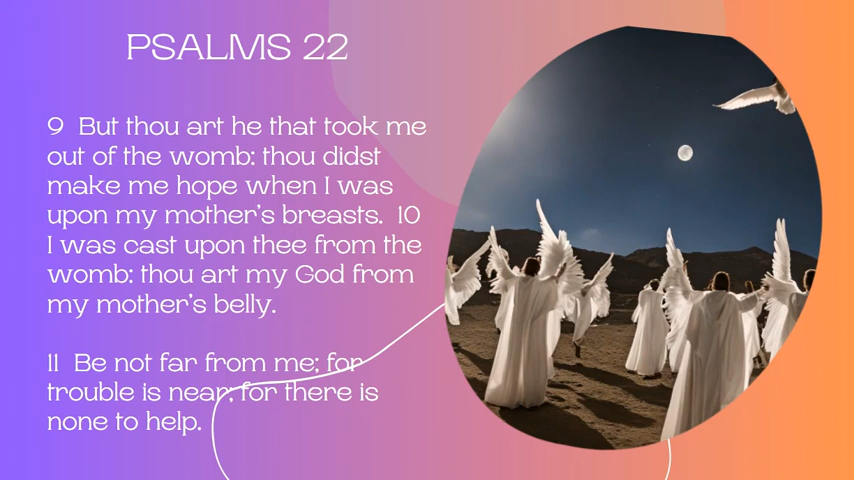 PSALMS 22
9  But thou art he that took me
out of the womb: thou didst
make me hope when I was
upon my mother's breasts.  10
I was cast upon thee from the
womb: thou art my God from
my mother's belly.
11  Be not far from me; for
trouble is near; for there is
none to help.